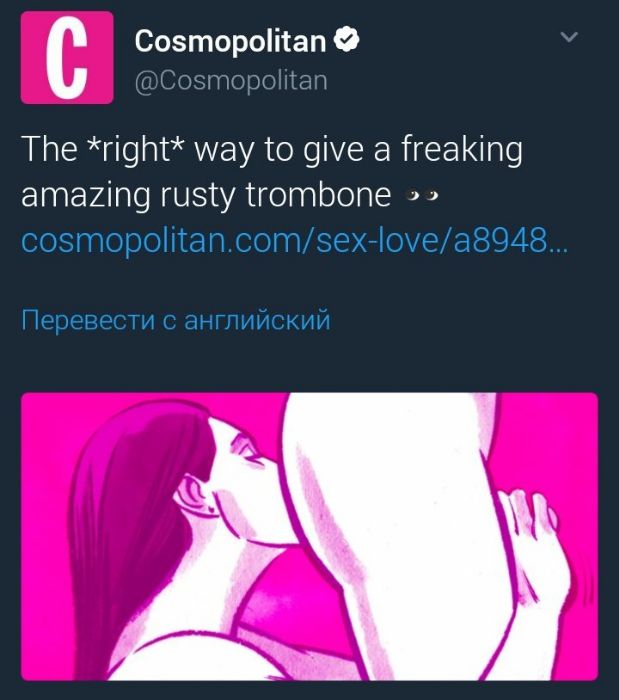 C
Cosmopolitan
@Cosmopolitan
The *right* way to give a freaking
amazing rusty trombone 👀
cosmopolitan.com/sex-love/a8948...
Перевести с английский